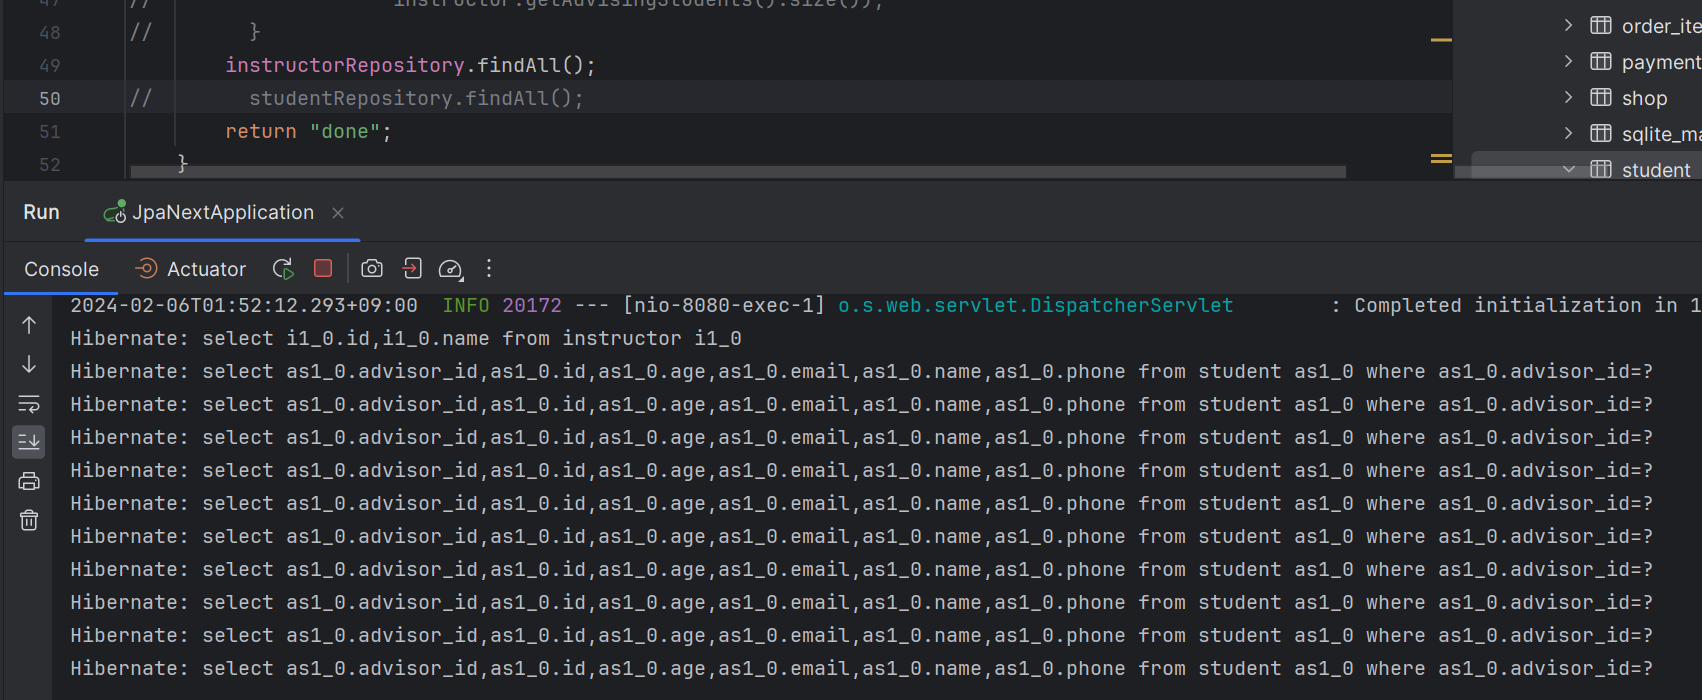 47 // instructor.getAdvisingStudents().size());
48 // }
49 instructorRepository.findAll();
50 // studentRepository.findAll();
51 return "done";
52 }
order_ite
payment
shop
sqlite_ma
student
Run JpaNextApplication
Console Actuator
2024-02-06T01:52:12.293+09:00 INFO 20172 --- [nio-8080-exec-1] o.s.web.servlet.DispatcherServlet : Completed initialization in 1
Hibernate: select i1_0.id,i1_0.name from instructor i1_0
Hibernate: select as1_0.advisor_id,as1_0.id,as1_0.age,as1_0.email,as1_0.name,as1_0.phone from student as1_0 where as1_0.advisor_id=?
Hibernate: select as1_0.advisor_id,as1_0.id,as1_0.age,as1_0.email,as1_0.name,as1_0.phone from student as1_0 where as1_0.advisor_id=?
Hibernate: select as1_0.advisor_id,as1_0.id,as1_0.age,as1_0.email,as1_0.name,as1_0.phone from student as1_0 where as1_0.advisor_id=?
Hibernate: select as1_0.advisor_id,as1_0.id,as1_0.age,as1_0.email,as1_0.name,as1_0.phone from student as1_0 where as1_0.advisor_id=?
Hibernate: select as1_0.advisor_id,as1_0.id,as1_0.age,as1_0.email,as1_0.name,as1_0.phone from student as1_0 where as1_0.advisor_id=?
Hibernate: select as1_0.advisor_id,as1_0.id,as1_0.age,as1_0.email,as1_0.name,as1_0.phone from student as1_0 where as1_0.advisor_id=?
Hibernate: select as1_0.advisor_id,as1_0.id,as1_0.age,as1_0.email,as1_0.name,as1_0.phone from student as1_0 where as1_0.advisor_id=?
Hibernate: select as1_0.advisor_id,as1_0.id,as1_0.age,as1_0.email,as1_0.name,as1_0.phone from student as1_0 where as1_0.advisor_id=?
Hibernate: select as1_0.advisor_id,as1_0.id,as1_0.age,as1_0.email,as1_0.name,as1_0.phone from student as1_0 where as1_0.advisor_id=?
Hibernate: select as1_0.advisor_id,as1_0.id,as1_0.age,as1_0.email,as1_0.name,as1_0.phone from student as1_0 where as1_0.advisor_id=?